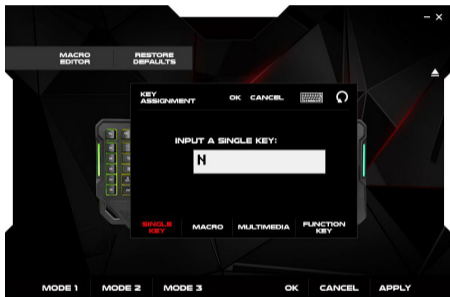 MACRO EDITOR
RESTORE DEFAULTS
KEY ASSIGNMENT
OK CANCEL
INPUT A SINGLE KEY:
N
SINGLE KEY
MACRO
MULTIMEDIA
FUNCTION KEY
MODE 1 MODE 2 MODE 3 OK CANCEL APPLY